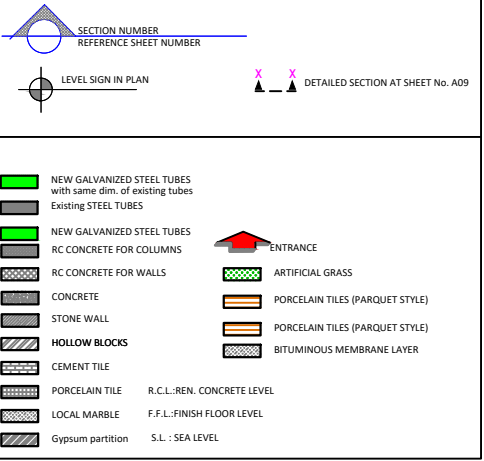 SECTION NUMBER
REFERENCE SHEET NUMBER
LEVEL SIGN IN PLAN
X X
DETAILED SECTION AT SHEET No. A09
NEW GALVANIZED STEEL TUBES
with same dim. of existing tubes
Existing STEEL TUBES
NEW GALVANIZED STEEL TUBES
RC CONCRETE FOR COLUMNS
RC CONCRETE FOR WALLS
CONCRETE
STONE WALL
HOLLOW BLOCKS
CEMENT TILE
PORCELAIN TILE
LOCAL MARBLE
Gypsum partition
ENTRANCE
ARTIFICIAL GRASS
PORCELAIN TILES (PARQUET STYLE)
PORCELAIN TILES (PARQUET STYLE)
BITUMINOUS MEMBRANE LAYER
R.C.L.:REN. CONCRETE LEVEL
F.F.L.:FINISH FLOOR LEVEL
S.L. : SEA LEVEL